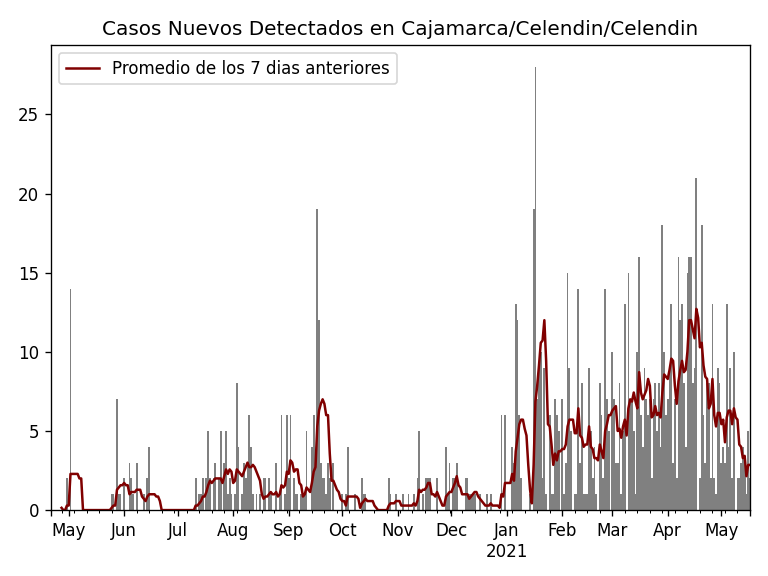 Casos Nuevos Detectados en Cajamarca/Celendin/Celendin
Promedio de los 7 dias anteriores
25
20
15
10
5
0
May Jun Jul Aug Sep Oct Nov Dec Jan Feb Mar Apr May
2021